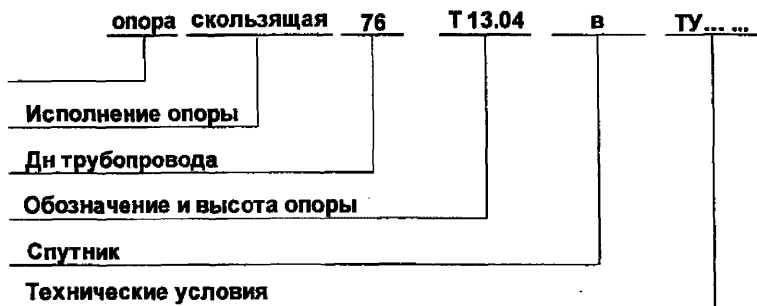 опора скользящая 76 Т 13.04 в ТУ... ...
Исполнение опоры
Дн трубопровода
Обозначение и высота опоры
Спутник
Технические условия